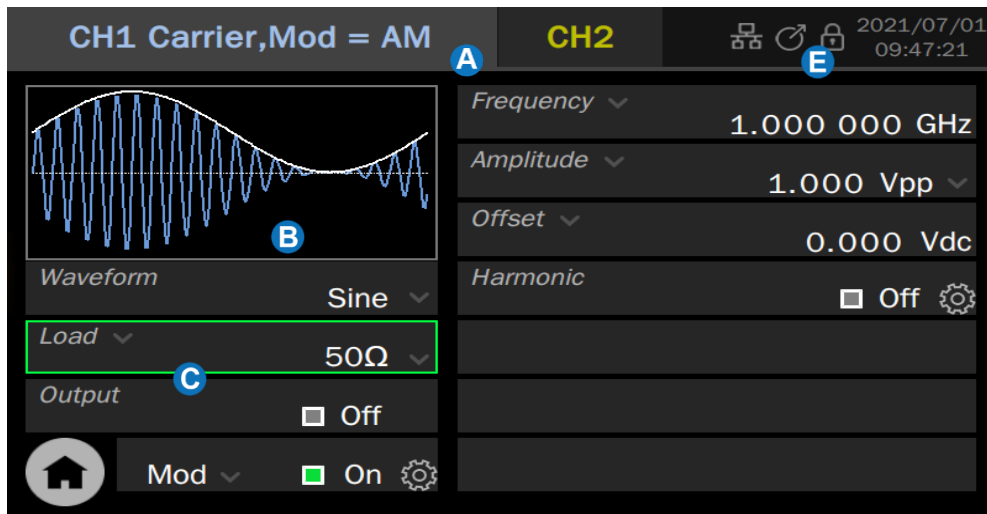 CH1 Carrier,Mod = AM
A
CH2
E
2021/07/01
09:47:21
B
Waveform
Sine
Load
50Ω
C
Output
Off
Mod
On
Frequency
1.000 000 GHz
Amplitude
1.000 Vpp
Offset
0.000 Vdc
Harmonic
Off